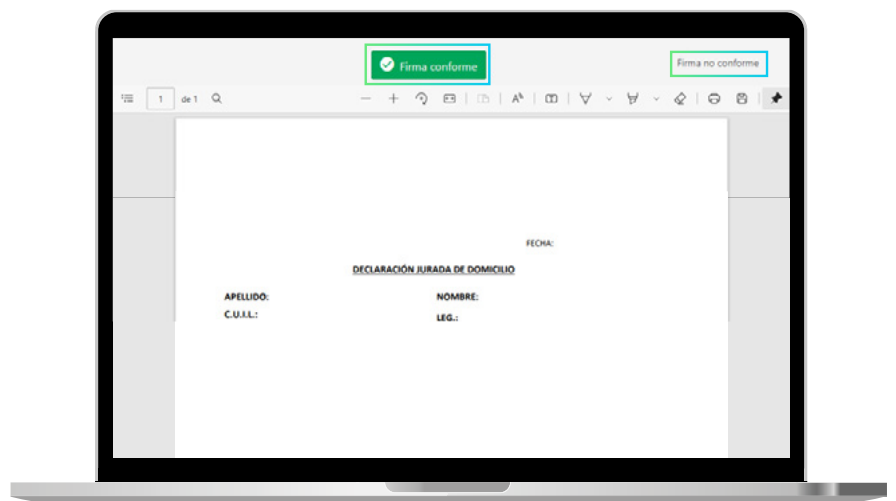 Firma conforme
Firma no conforme
1 de 1
FECHA:
DECLARACIÓN JURADA DE DOMICILIO
APELLIDO: NOMBRE:
C.U.I.L.: LEG.: